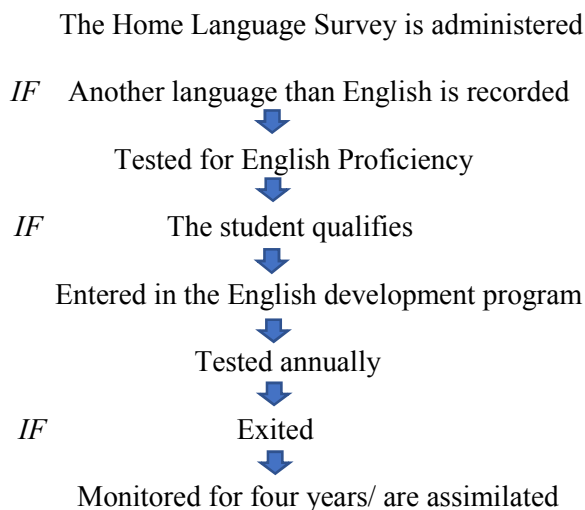 The Home Language Survey is administered
IF Another language than English is recorded
Tested for English Proficiency
IF The student qualifies
Entered in the English development program
Tested annually
IF Exited
Monitored for four years/ are assimilated